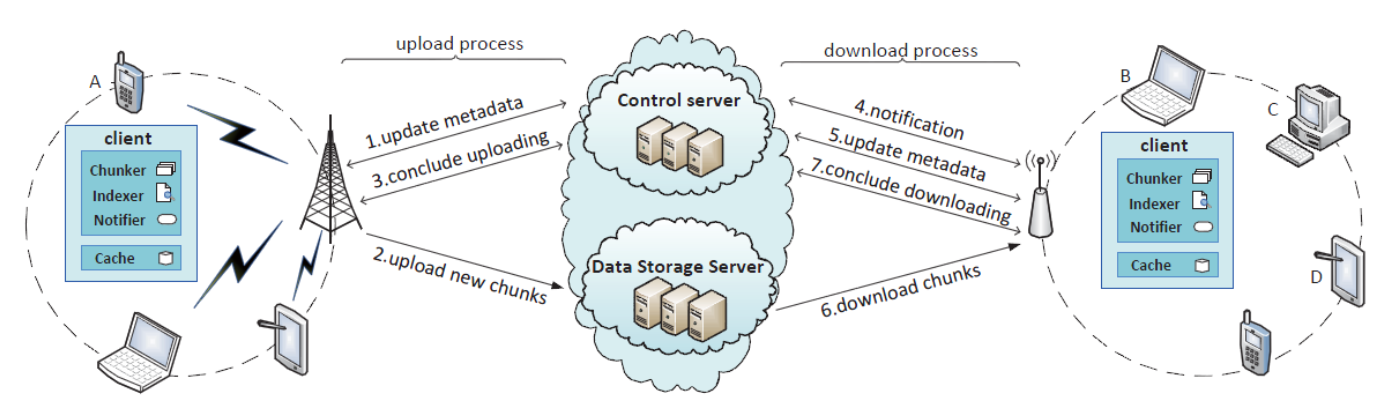 upload process
download process
A
client
Chunker
Indexer
Notifier
Cache
1.update metadata
3.conclude uploading
2.upload new chunks
Control server
Data Storage Server
4.notification
5.update metadata
7.conclude downloading
6.download chunks
B
C
D
client
Chunker
Indexer
Notifier
Cache